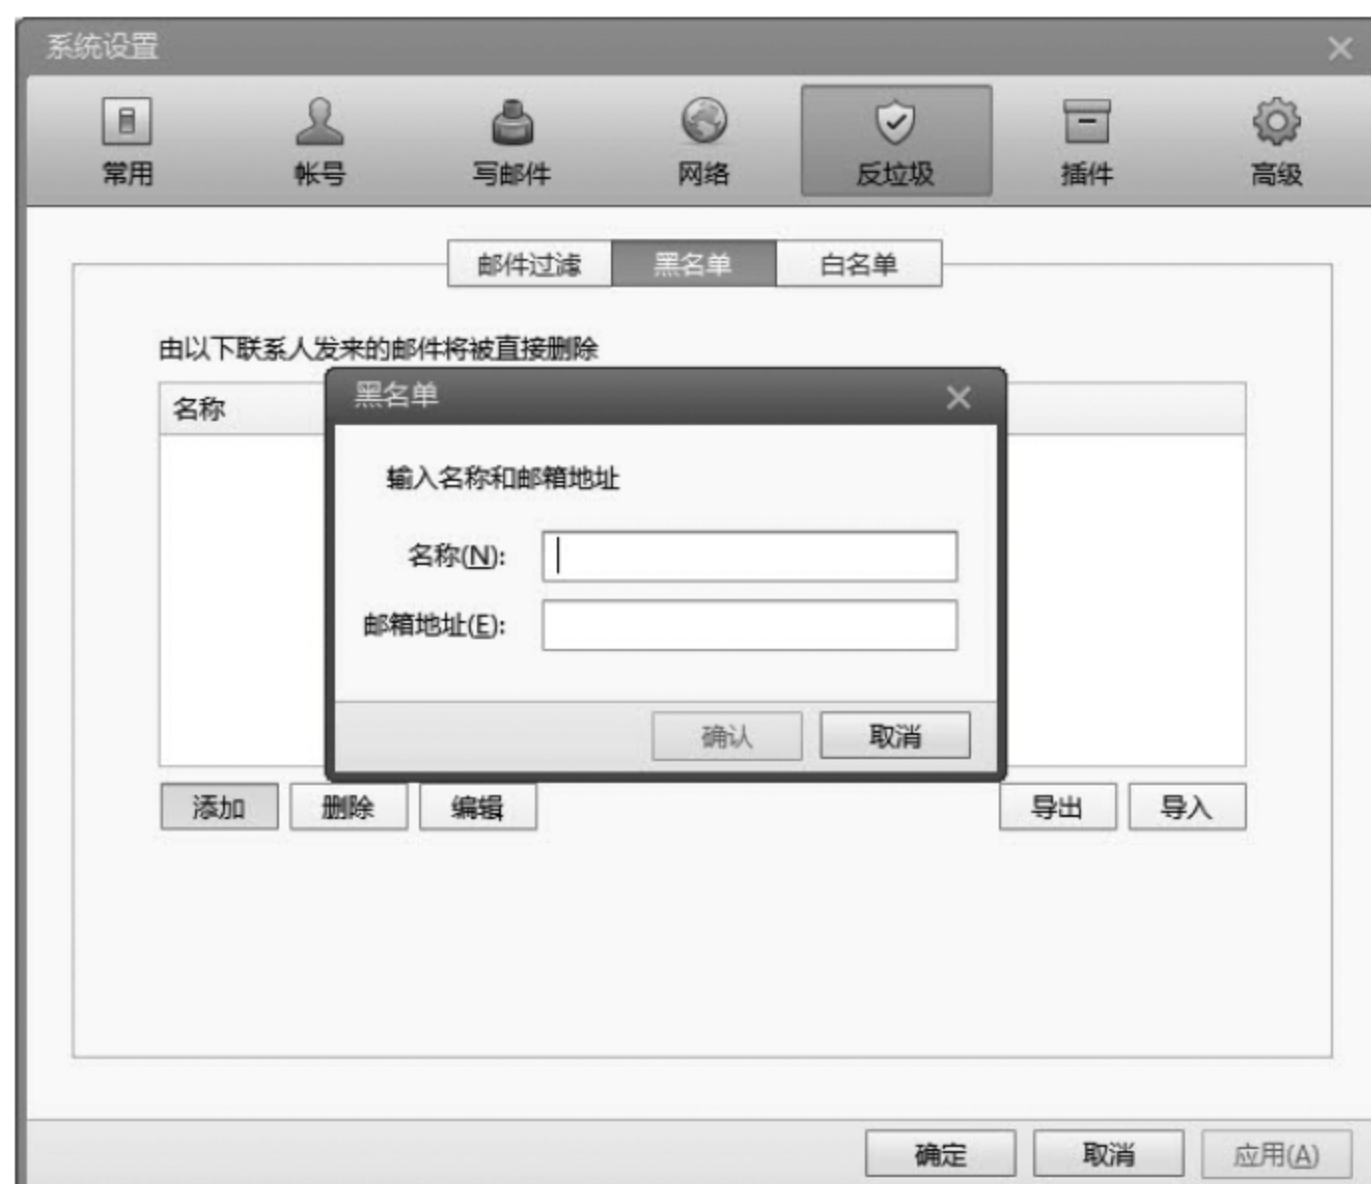 系统设置
常用 帐号 写邮件 网络 反垃圾 插件 高级
邮件过滤 黑名单 白名单
由以下联系人发来的邮件将被直接删除
名称
黑名单
输入名称和邮箱地址
名称(N):
邮箱地址(E):
确认 取消
添加 删除 编辑 导出 导入
确定 取消 应用(A)